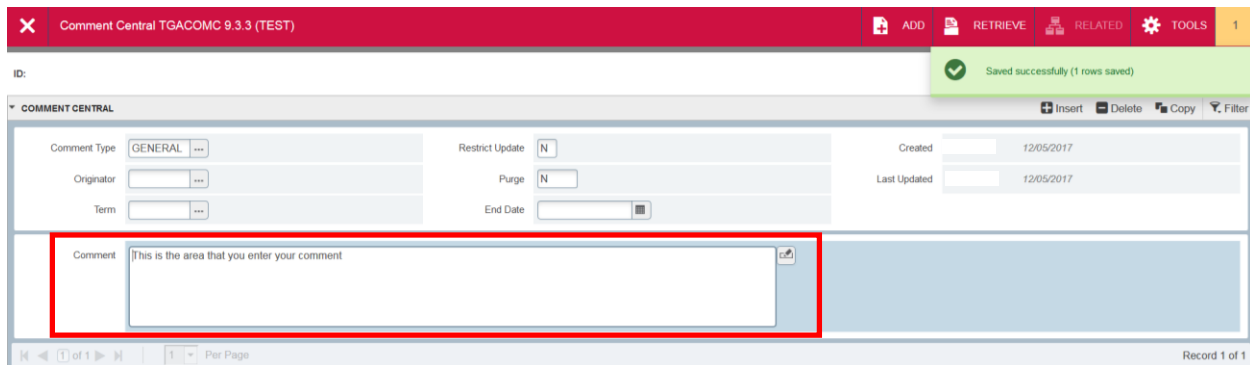 Comment Central TGACOMC 9.3.3 (TEST) ADD RETRIEVE RELATED TOOLS 1
Saved successfully (1 rows saved)
ID:
COMMENT CENTRAL Insert Delete Copy Filter
Comment Type GENERAL ... Restrict Update N Created 12/05/2017
Originator ... Purge N Last Updated 12/05/2017
Term ... End Date
Comment This is the area that you enter your comment
1 of 1 1 Per Page Record 1 of 1